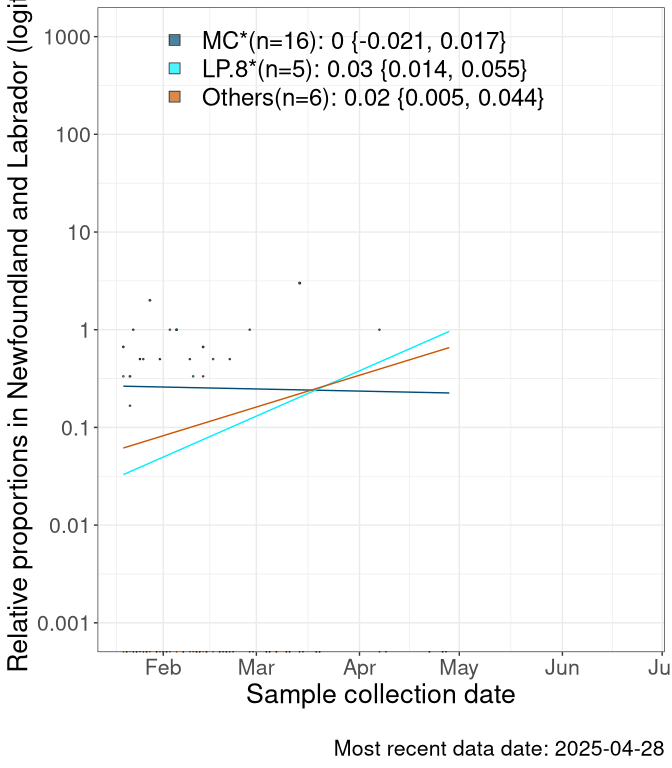 Relative proportions in Newfoundland and Labrador (logit
MC*(n=16): 0 {-0.021, 0.017}
LP.8*(n=5): 0.03 {0.014, 0.055}
Others(n=6): 0.02 {0.005, 0.044}
1000
100
10
1
0.1
0.01
0.001
Feb Mar Apr May Jun Ju
Sample collection date
Most recent data date: 2025-04-28